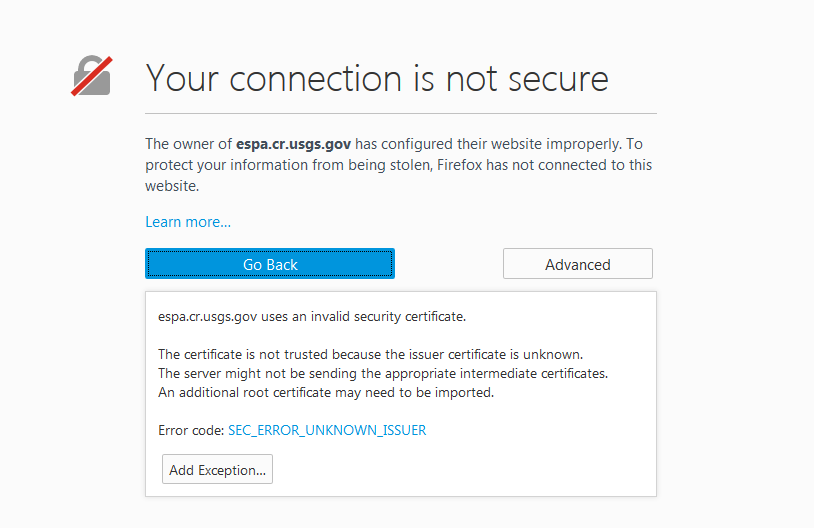 Your connection is not secure
The owner of espa.cr.usgs.gov has configured their website improperly. To
protect your information from being stolen, Firefox has not connected to this
website.
Learn more...
Go Back
Advanced
espa.cr.usgs.gov uses an invalid security certificate.
The certificate is not trusted because the issuer certificate is unknown.
The server might not be sending the appropriate intermediate certificates.
An additional root certificate may need to be imported.
Error code: SEC_ERROR_UNKNOWN_ISSUER
Add Exception...